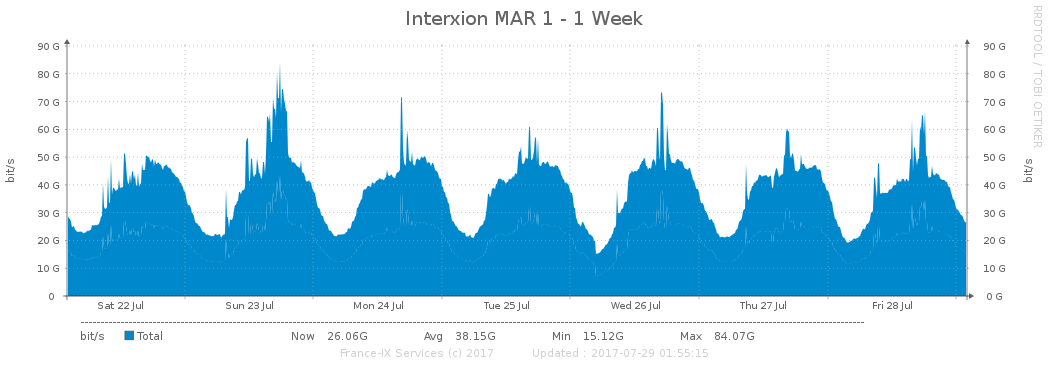 Interxion MAR 1 - 1 Week
RRDTOOL / TOBI OETIKER
90 G 90 G
80 G 80 G
70 G 70 G
60 G 60 G
50 G 50 G
40 G 40 G
30 G 30 G
20 G 20 G
10 G 10 G
0 0 G
bit/s bit/s
Sat 22 Jul Sun 23 Jul Mon 24 Jul Tue 25 Jul Wed 26 Jul Thu 27 Jul Fri 28 Jul
bit/s Total Now 26.06G Avg 38.15G Min 15.12G Max 84.07G
France-IX Services (c) 2017 Updated : 2017-07-29 01:55:15